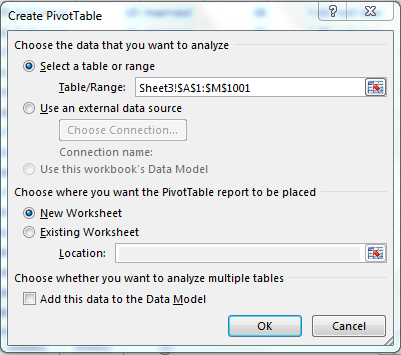 Create PivotTable
Choose the data that you want to analyze
Select a table or range
Table/Range: Sheet3!$A$1:$M$1001
Use an external data source
Choose Connection...
Connection name:
Use this workbook's Data Model
Choose where you want the PivotTable report to be placed
New Worksheet
Existing Worksheet
Location:
Choose whether you want to analyze multiple tables
Add this data to the Data Model
OK Cancel